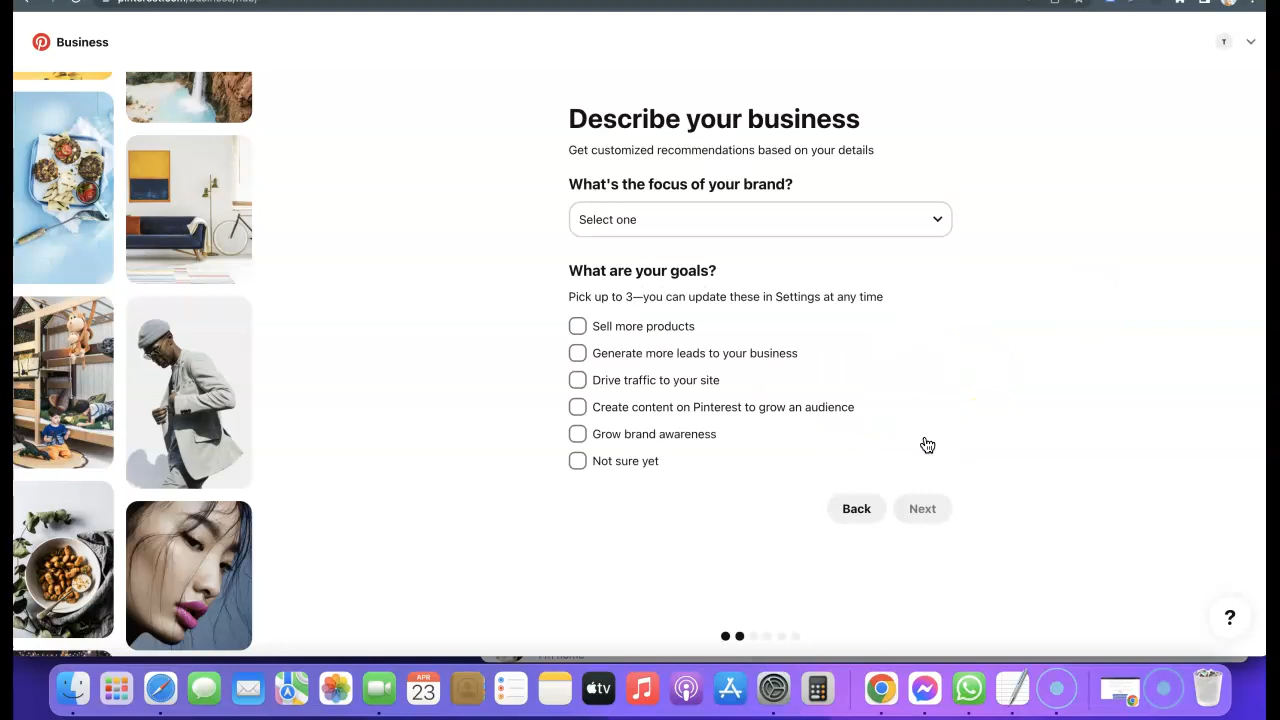 Business
T
Describe your business
Get customized recommendations based on your details
What's the focus of your brand?
Select one
What are your goals?
Pick up to 3—you can update these in Settings at any time
Sell more products
Generate more leads to your business
Drive traffic to your site
Create content on Pinterest to grow an audience
Grow brand awareness
Not sure yet
Back
Next
?
APR
23
tv